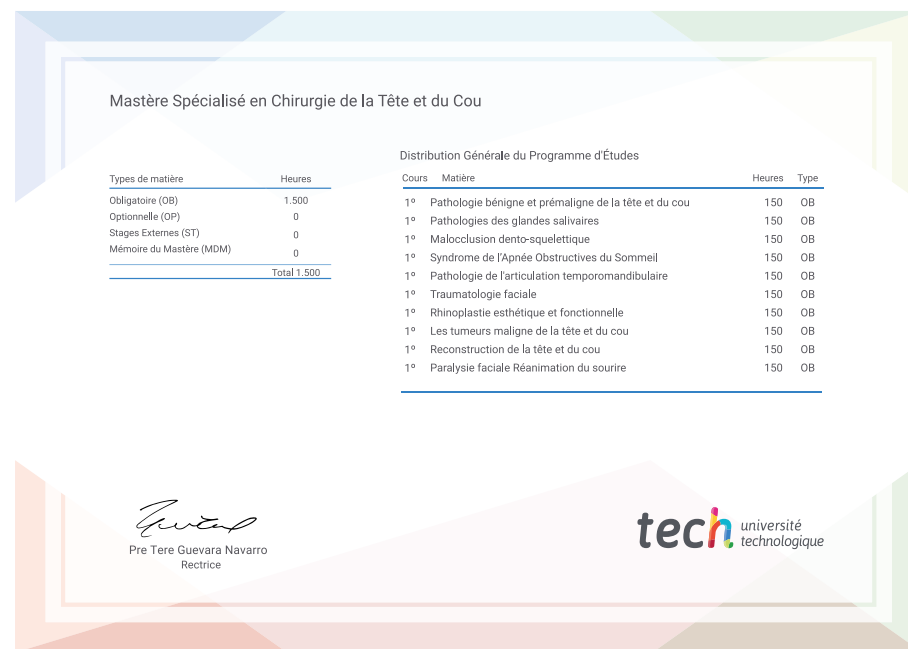 Mastère Spécialisé en Chirurgie de la Tête et du Cou
Types de matière Heures
Obligatoire (OB) 1.500
Optionnelle (OP) 0
Stages Externes (ST) 0
Mémoire du Mastère (MDM) 0
Total 1.500
Distribution Générale du Programme d'Études
Cours Matière Heures Type
1º Pathologie bénigne et prémaligne de la tête et du cou 150 OB
1º Pathologies des glandes salivaires 150 OB
1º Malocclusion dento-squelettique 150 OB
1º Syndrome de l'Apnée Obstructives du Sommeil 150 OB
1º Pathologie de l'articulation temporomandibulaire 150 OB
1º Traumatologie faciale 150 OB
1º Rhinoplastie esthétique et fonctionnelle 150 OB
1º Les tumeurs maligne de la tête et du cou 150 OB
1º Reconstruction de la tête et du cou 150 OB
1º Paralysie faciale Réanimation du sourire 150 OB
Pre Tere Guevara Navarro
Rectrice
tech université
technologique